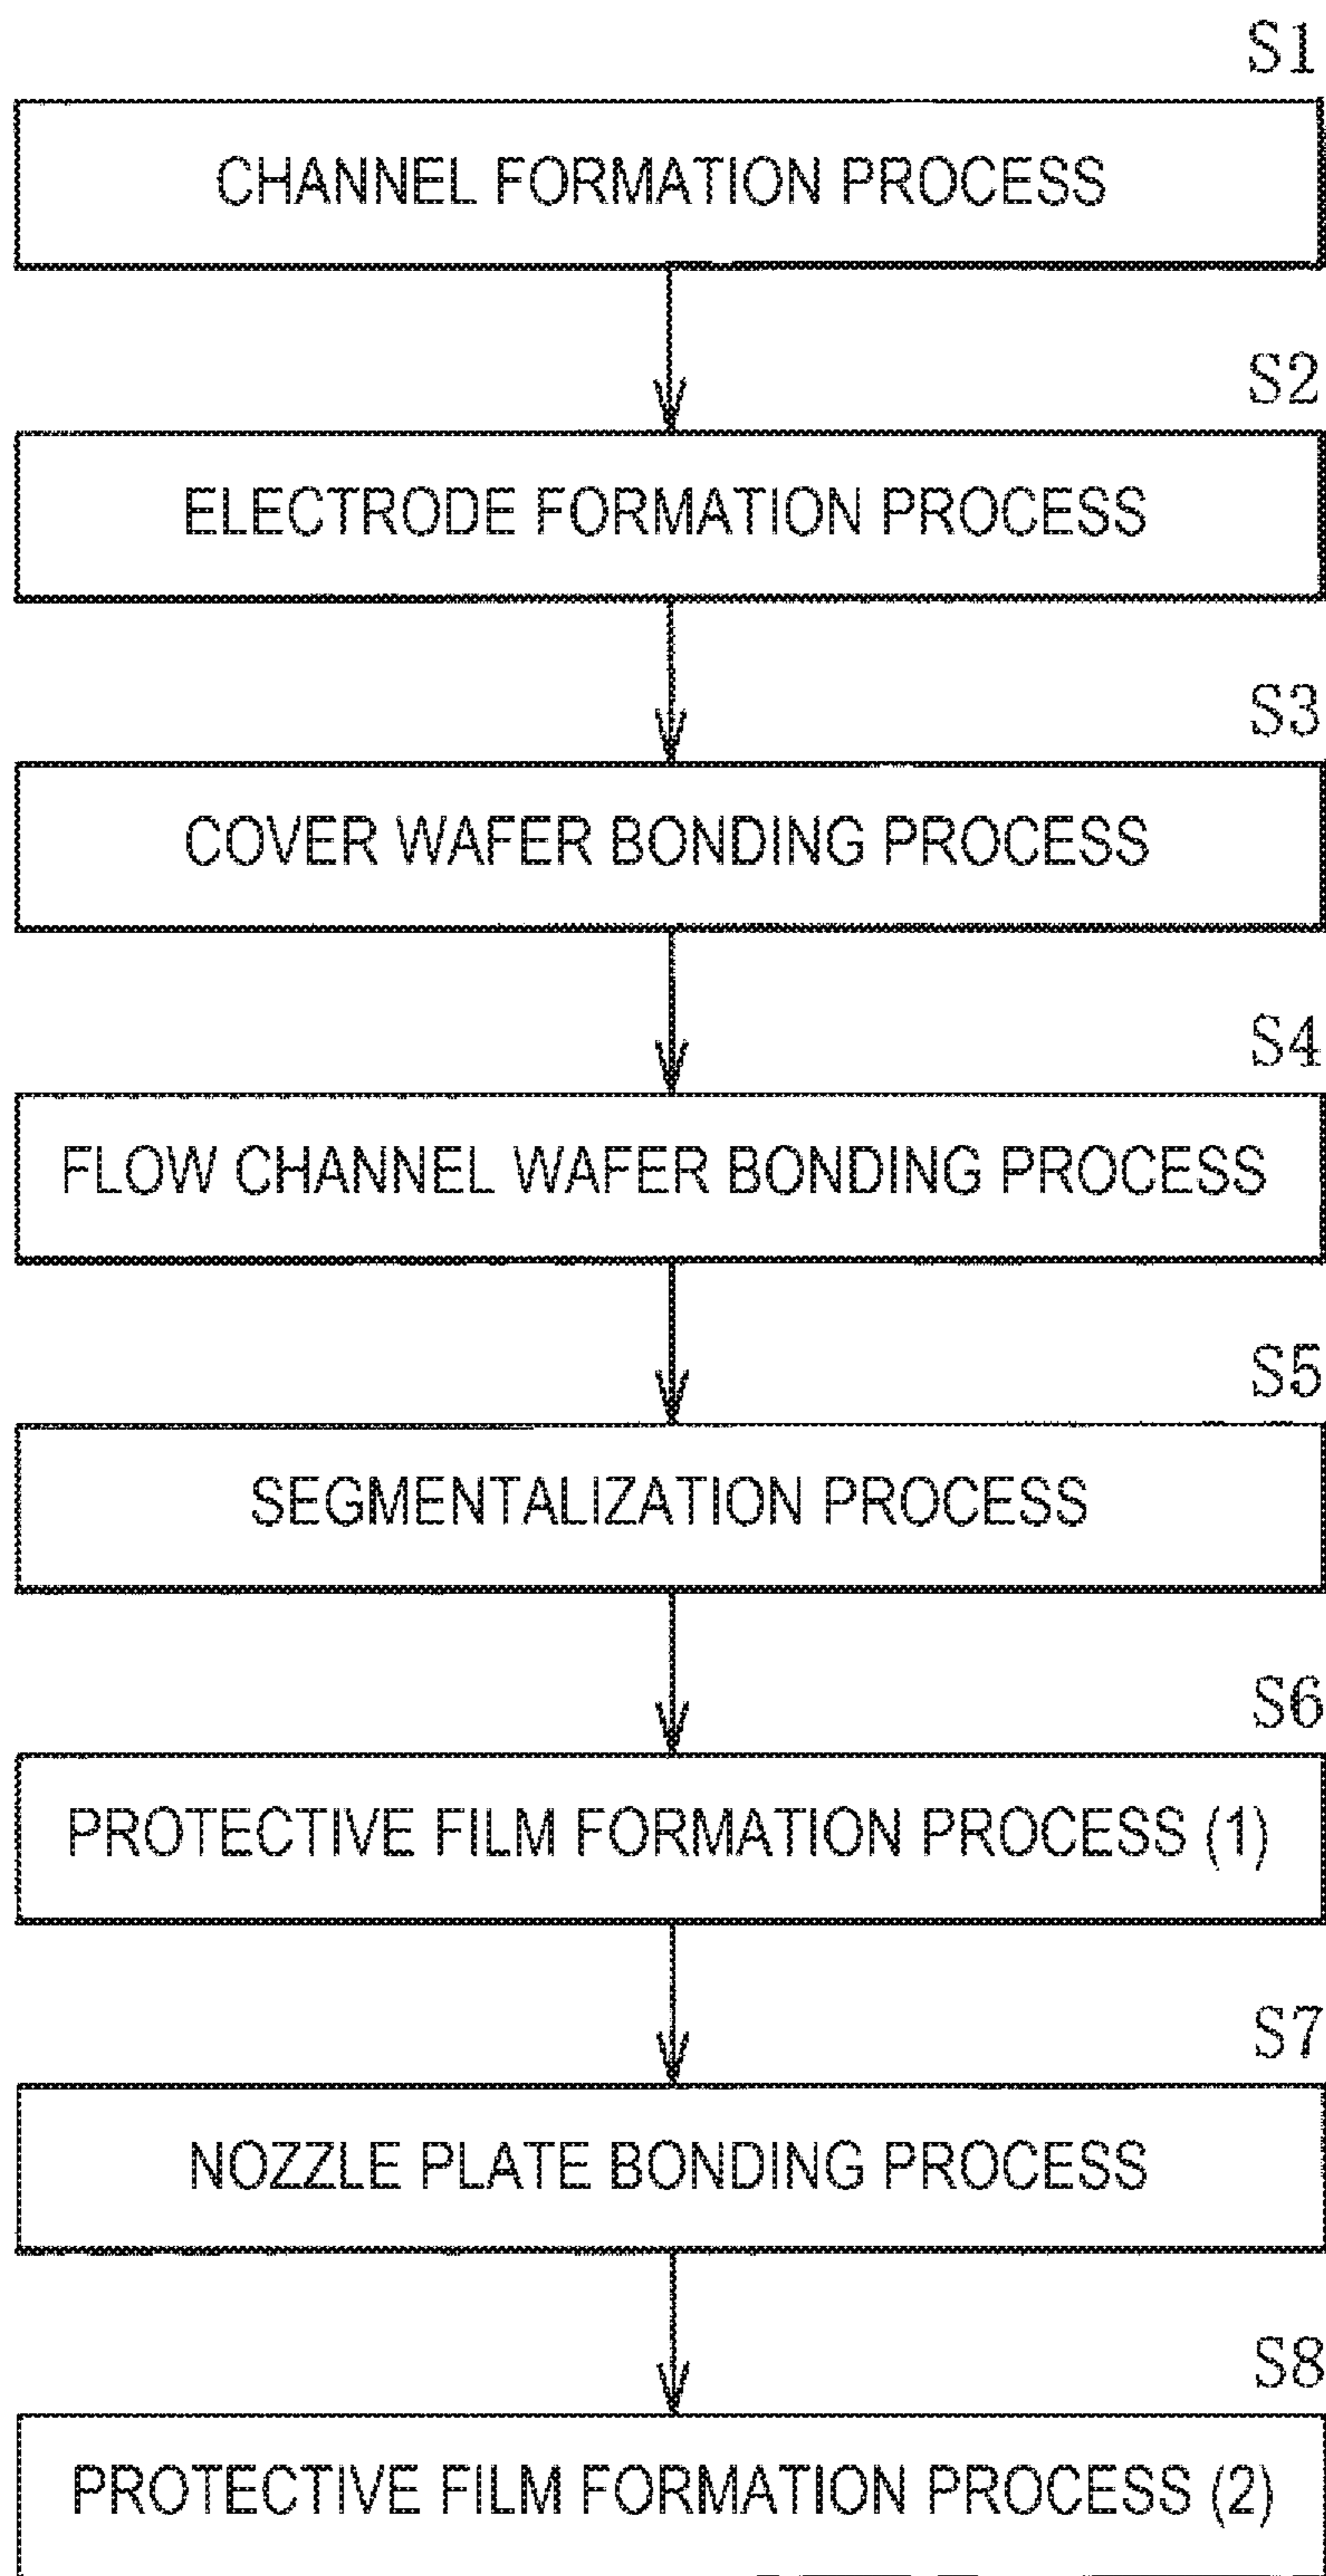 S1
CHANNEL FORMATION PROCESS
S2
ELECTRODE FORMATION PROCESS
S3
COVER WAFER BONDING PROCESS
S4
FLOW CHANNEL WAFER BONDING PROCESS
S5
SEGMENTALIZATION PROCESS
S6
PROTECTIVE FILM FORMATION PROCESS (1)
S7
NOZZLE PLATE BONDING PROCESS
S8
PROTECTIVE FILM FORMATION PROCESS (2)